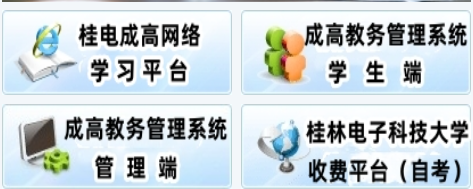 桂电成高网络
学习平台
成高教务管理系统
学生端
成高教务管理系统
管理端
桂林电子科技大学
收费平台（自考）